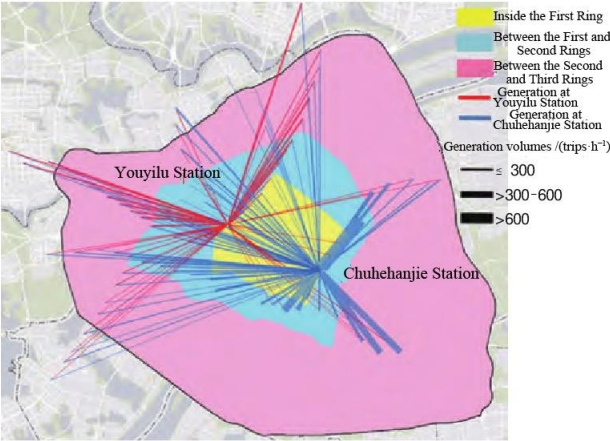 Inside the First Ring
Between the First and
Second Rings
Between the Second
and Third Rings
Generation at
Youyilu Station
Generation at
Chuhehanjie Station
Generation volumes /(trips·h⁻¹)
≤ 300
>300-600
>600
Youyilu Station
Chuhehanjie Station